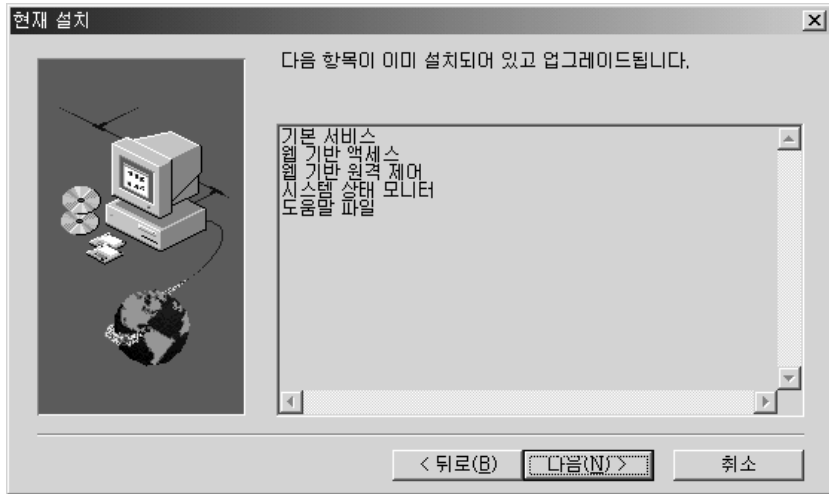 현재 설치
다음 항목이 이미 설치되어 있고 업그레이드됩니다.
기본 서비스
웹 기반 액세스
웹 기반 원격 제어
시스템 상태 모니터
도움말 파일
< 뒤로(B)
다음(N) >
취소